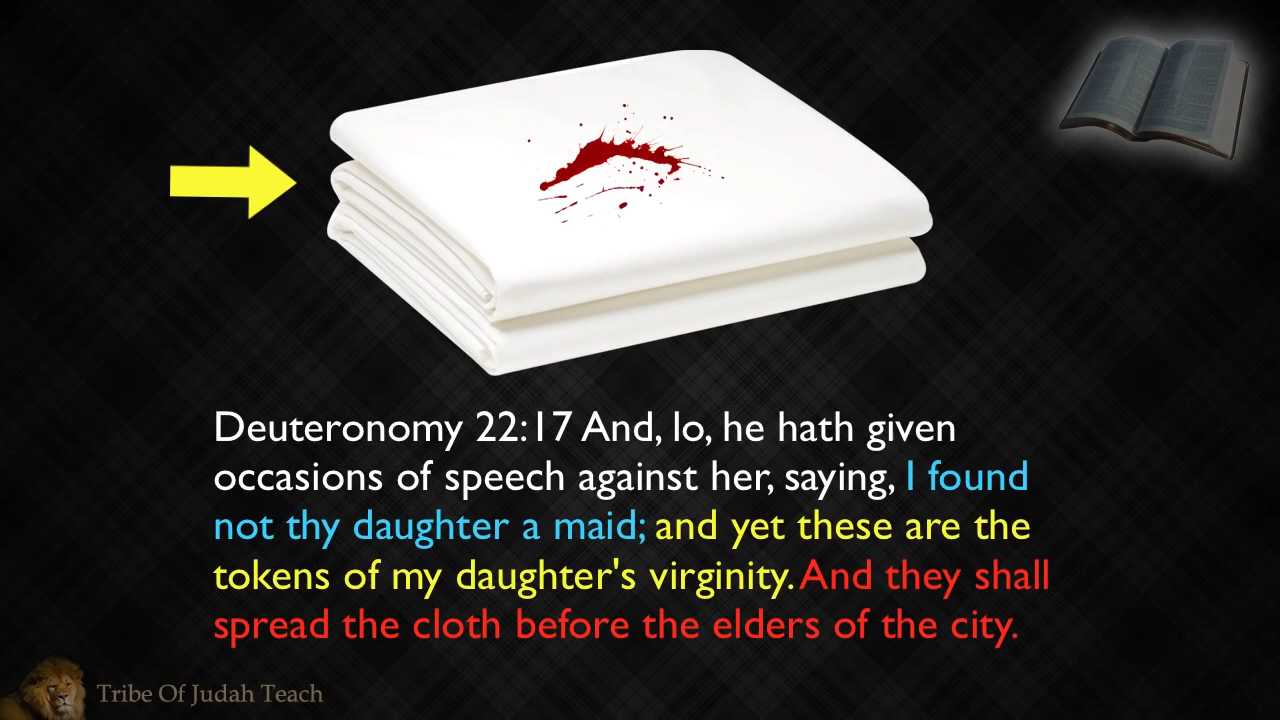 Deuteronomy 22:17 And, lo, he hath given
occasions of speech against her, saying, I found
not thy daughter a maid; and yet these are the
tokens of my daughter's virginity. And they shall
spread the cloth before the elders of the city.
Tribe Of Judah Teach